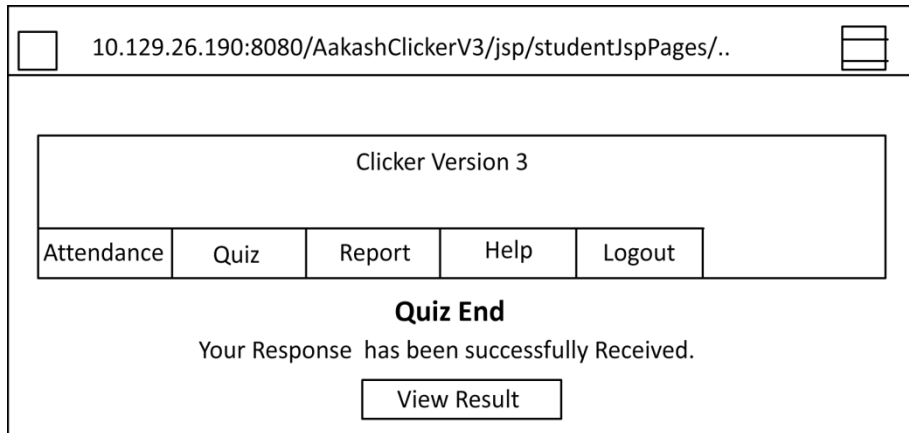 10.129.26.190:8080/AakashClickerV3/jsp/studentJspPages/..
Clicker Version 3
Attendance Quiz Report Help Logout
Quiz End
Your Response has been successfully Received.
View Result